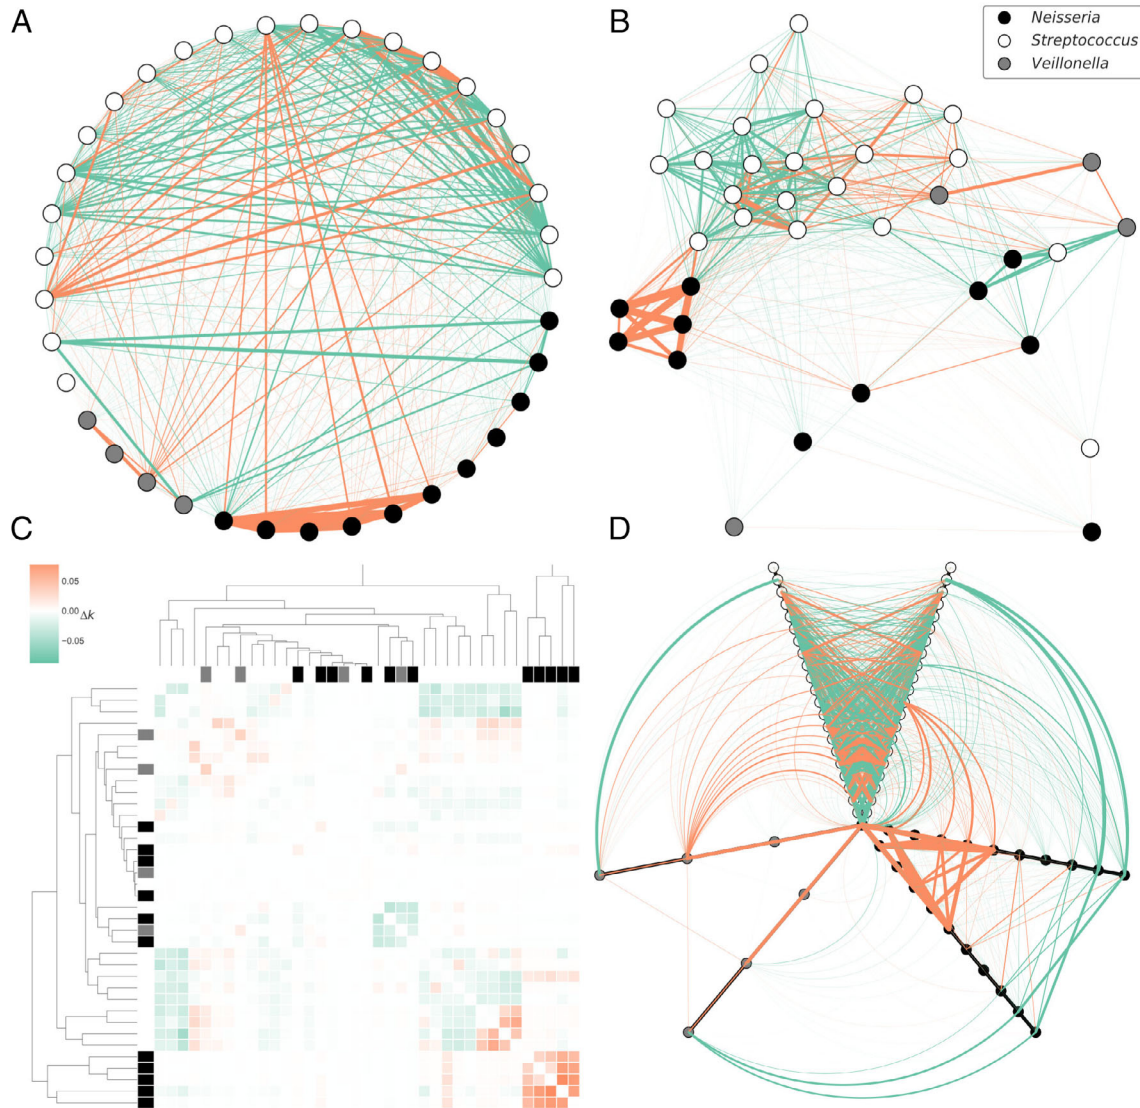 A
B
Neisseria
Streptococcus
Veillonella
C
0.05
0.00
Δk
−0.05
D